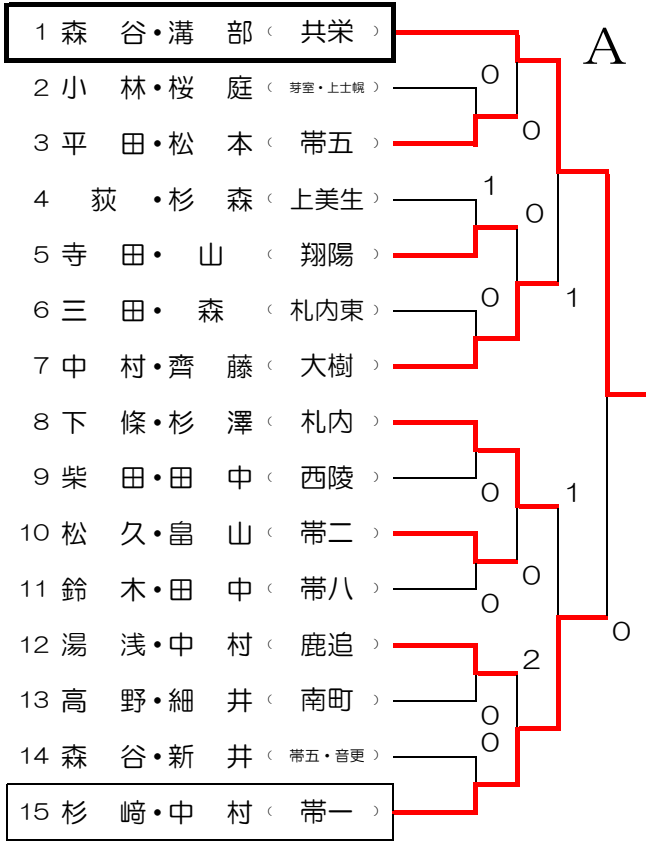 A
1 森 谷・溝 部 （ 共栄 ）
2 小 林・桜 庭 （ 芽室・上士幌 ）
3 平 田・松 本 （ 帯五 ）
4 荻 ・杉 森 （ 上美生 ）
5 寺 田・ 山 （ 翔陽 ）
6 三 田・ 森 （ 札内東 ）
7 中 村・齊 藤 （ 大樹 ）
8 下 條・杉 澤 （ 札内 ）
9 柴 田・田 中 （ 西陵 ）
10 松 久・畠 山 （ 帯二 ）
11 鈴 木・田 中 （ 帯八 ）
12 湯 浅・中 村 （ 鹿追 ）
13 高 野・細 井 （ 南町 ）
14 森 谷・新 井 （ 帯五・音更 ）
15 杉 﨑・中 村 （ 帯一 ）
0
0
1
0
0
1
0
1
0
0
0
2
0
0